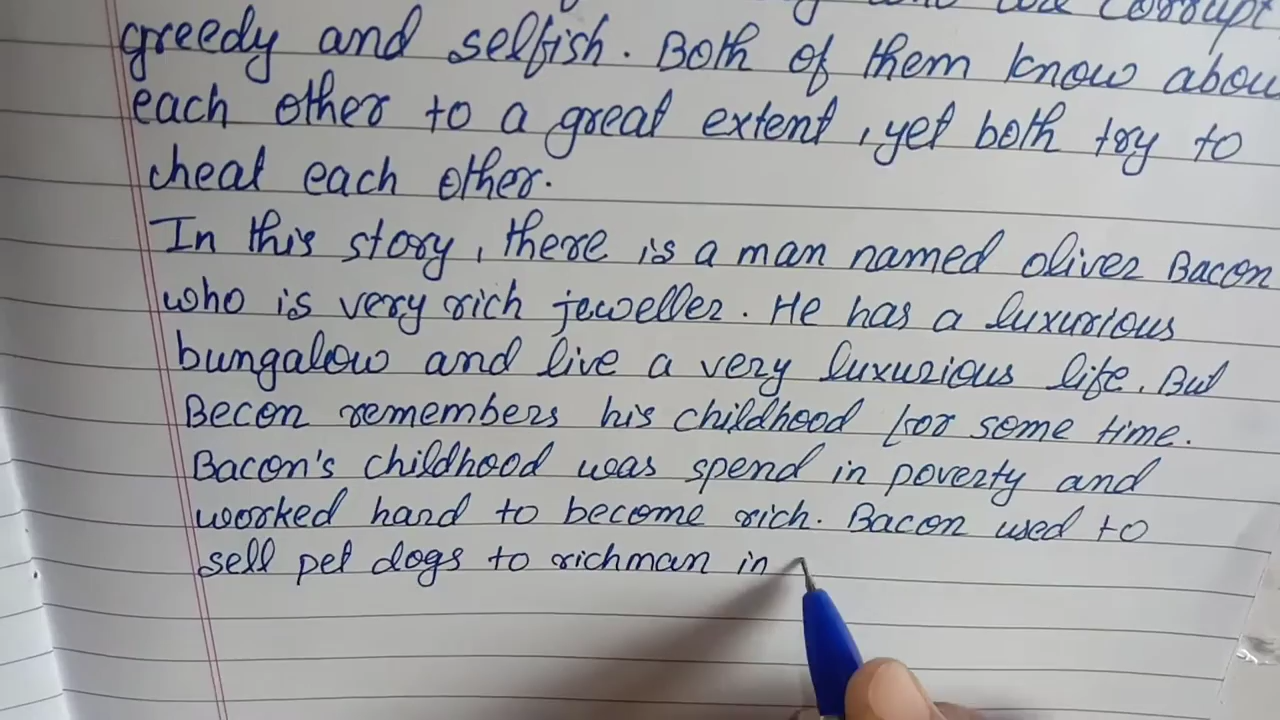 corrupt,
greedy and selfish. Both of them know abou
each other to a great extent, yet both try to
cheat each other.
In this story, there is a man named oliver Bacon
who is very rich jeweller. He has a luxurious
bungalow and live a very luxurious life. But
Becon remembers his childhood for some time.
Bacon's childhood was spend in poverty and
worked hard to become rich. Bacon used to
sell pet dogs to richman in